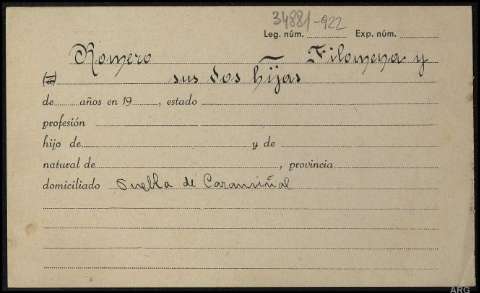 34881-922
Leg. núm. Exp. núm.
Romero Filomena y
(a) sus dos hijas
de años en 19 , estado
profesión
hijo de y de
natural de , provincia
domiciliado Puebla de Caramiñal
ARG